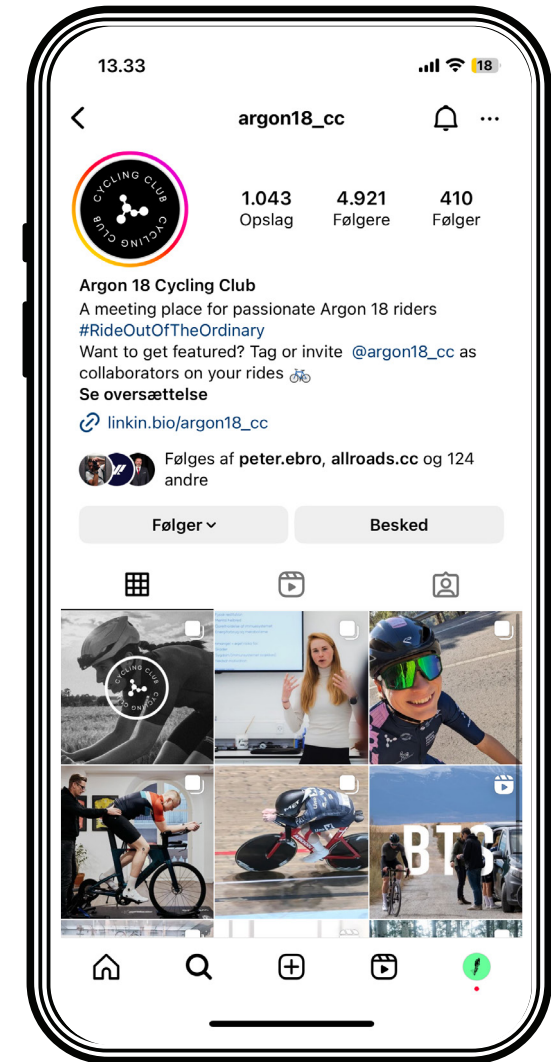 13.33
18
argon18_cc
CYCLING CLUB CYCLING CLUB
1.043 4.921 410
Opslag Følgere Følger
Argon 18 Cycling Club
A meeting place for passionate Argon 18 riders
#RideOutOfTheOrdinary
Want to get featured? Tag or invite @argon18_cc as
collaborators on your rides
Se oversættelse
linkin.bio/argon18_cc
Følges af peter.ebro, allroads.cc og 124
andre
Følger
Besked
CYCLING CLUB CYCLING CLUB
MET
BTS